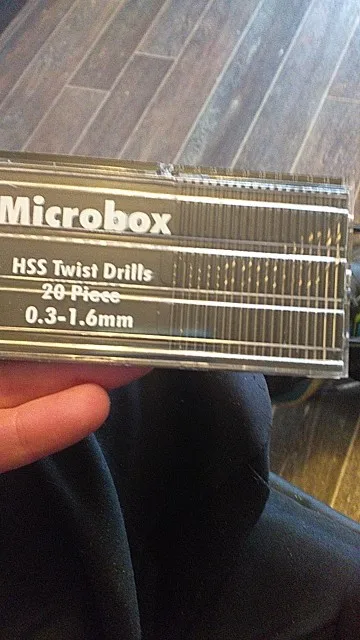 Microbox
HSS Twist Drills
20 Piece
0.3-1.6mm